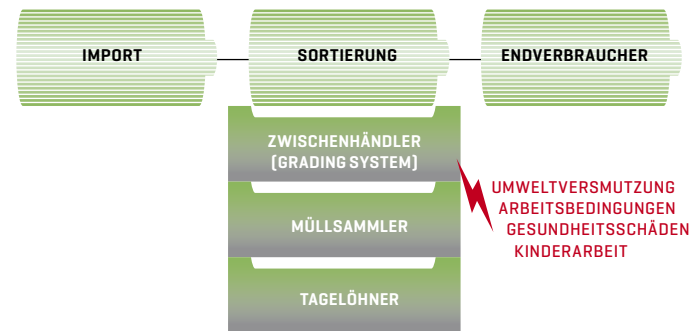 IMPORT
SORTIERUNG
ENDVERBRAUCHER
ZWISCHENHÄNDLER
(GRADING SYSTEM)
MÜLLSAMMLER
TAGELÖHNER
UMWELTVERSMUTZUNG
ARBEITSBEDINGUNGEN
GESUNDHEITSSCHÄDEN
KINDERARBEIT